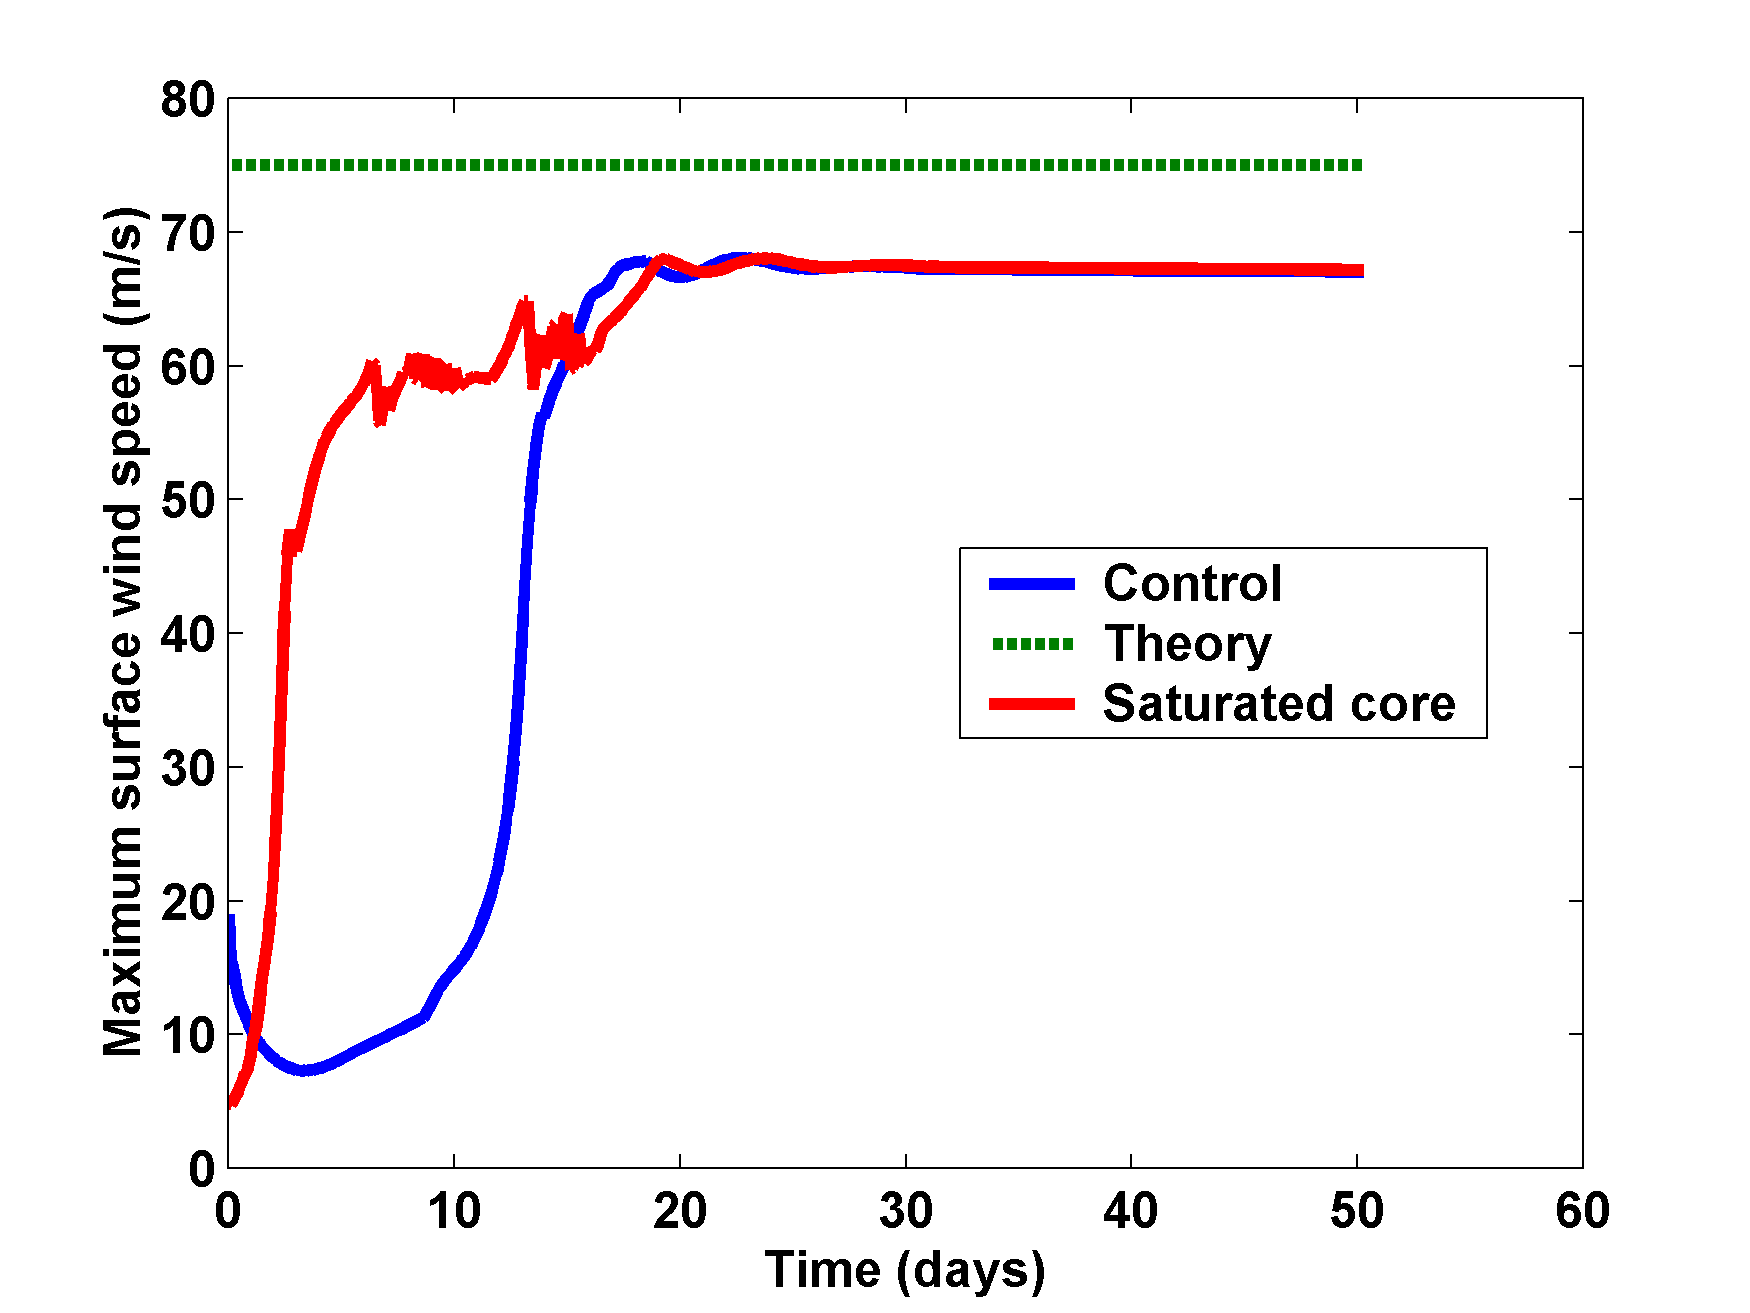 80
70
60
50
40
30
20
10
0
Maximum surface wind speed (m/s)
Control
Theory
Saturated core
0 10 20 30 40 50 60
Time (days)